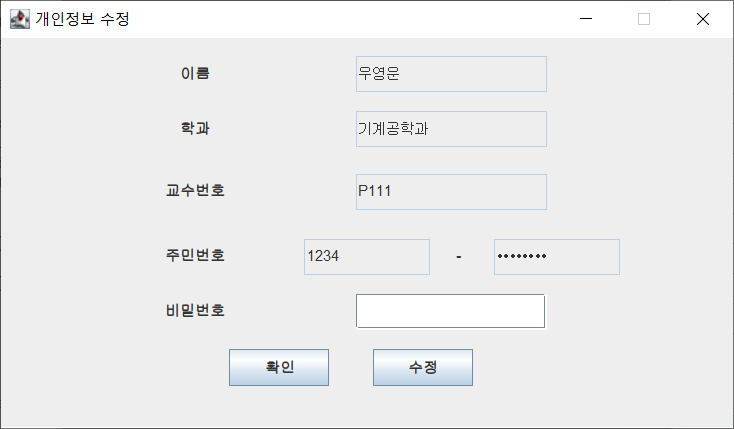 개인정보 수정
이름 우영운
학과 기계공학과
교수번호 P111
주민번호 1234 - ••••••••
비밀번호
확인 수정